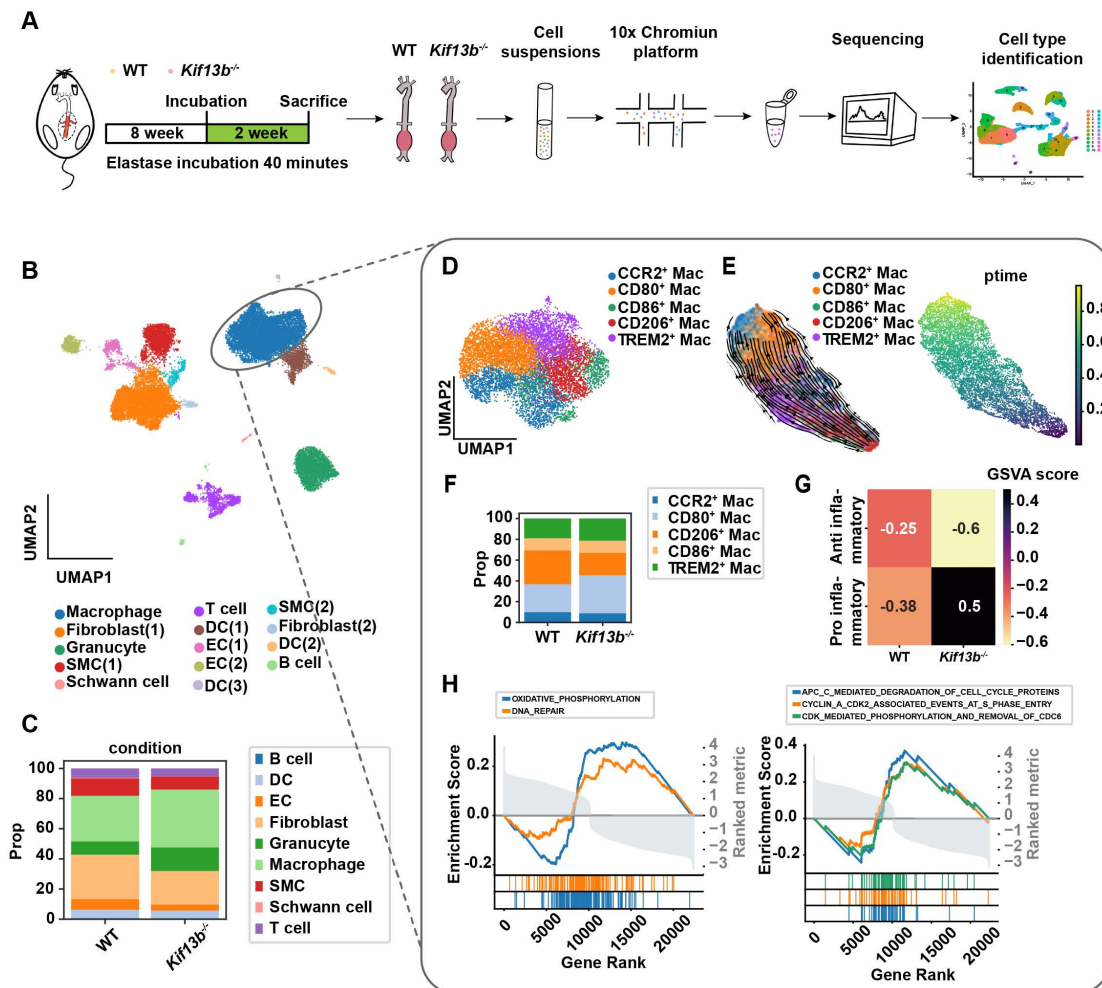 A
WT
Kif13b-/-
Incubation
Sacrifice
8 week
2 week
Elastase incubation 40 minutes
WT
Kif13b-/-
Cell
suspensions
10x Chromiun
platform
Sequencing
Cell type
identification
UMAP_1
B
UMAP2
UMAP1
Macrophage
Fibroblast(1)
Granucyte
SMC(1)
Schwann cell
T cell
DC(1)
EC(1)
EC(2)
DC(3)
SMC(2)
Fibroblast(2)
DC(2)
B cell
C
condition
Prop
100
80
60
40
20
0
WT
Kif13b-/-
B cell
DC
EC
Fibroblast
Granucyte
Macrophage
SMC
Schwann cell
T cell
D
CCR2+ Mac
CD80+ Mac
CD86+ Mac
CD206+ Mac
TREM2+ Mac
UMAP2
UMAP1
E
CCR2+ Mac
CD80+ Mac
CD86+ Mac
CD206+ Mac
TREM2+ Mac
ptime
0.8
0.6
0.4
0.2
F
Prop
100
80
60
40
20
0
WT
Kif13b-/-
CCR2+ Mac
CD80+ Mac
CD206+ Mac
CD86+ Mac
TREM2+ Mac
G
GSVA score
Anti infla-
mmatory
Pro infla-
mmatory
-0.25
-0.6
-0.38
0.5
WT
Kif13b-/-
0.4
0.2
0.0
−0.2
−0.4
−0.6
H
OXIDATIVE_PHOSPHORYLATION
DNA_REPAIR
Enrichment Score
0.2
0.0
-0.2
4
3
2
1
0
−1
−2
−3
Ranked metric
0
5000
10000
15000
20000
Gene Rank
APC_C_MEDIATED_DEGRADATION_OF_CELL_CYCLE_PROTEINS
CYCLIN_A_CDK2_ASSOCIATED_EVENTS_AT_S_PHASE_ENTRY
CDK_MEDIATED_PHOSPHORYLATION_AND_REMOVAL_OF_CDC6
Enrichment Score
0.4
0.2
0.0
-0.2
4
3
2
1
0
−1
−2
−3
Ranked metric
0
5000
10000
15000
20000
Gene Rank